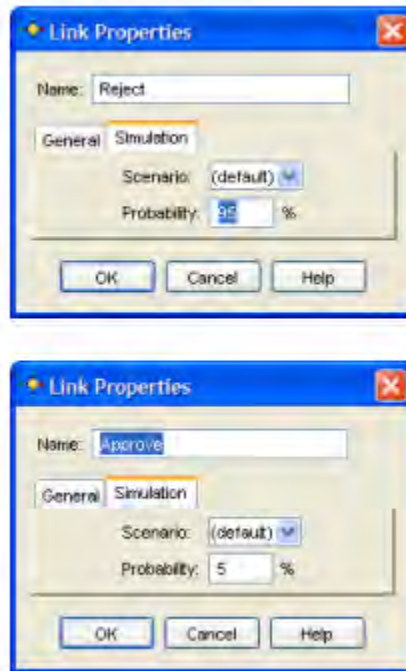 Link Properties
Name: Reject
General Simulation
Scenario: (default)
Probability: 95 %
OK Cancel Help
Link Properties
Name: Approve
General Simulation
Scenario: (default)
Probability: 5 %
OK Cancel Help